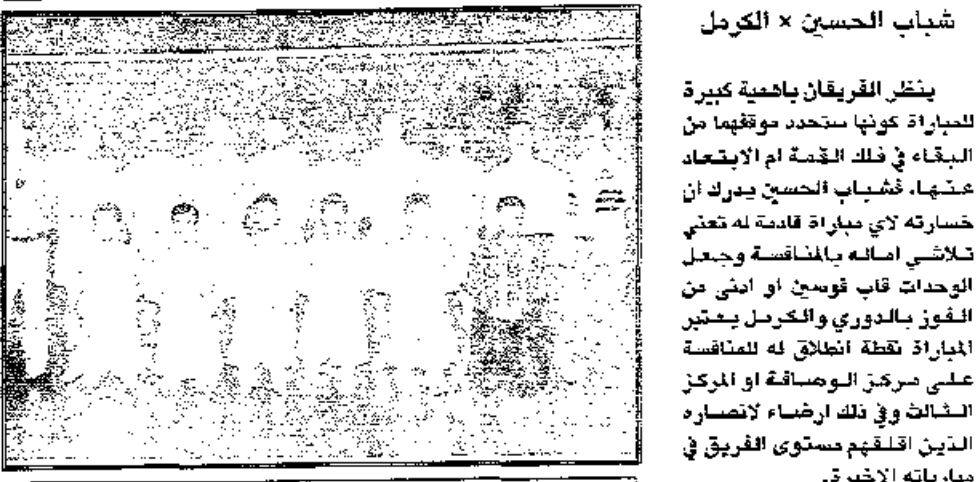 شباب الحسين × الكرمل
ينظر الفريقان باهمية كبيرة
للمباراة كونها ستحدد موقفهما من
البقاء في فلك القمة ام الابتعاد
عنها، فشباب الحسين يدرك ان
خسارته لاي مباراة قادمة له تعني
تلاشي اماله بالمنافسة وجعل
الوحدات قاب قوسين او ادنى من
الفوز بالدوري والكرمل يعتبر
المباراة نقطة انطلاق له للمنافسة
على مركز الوصافة او المركز
الثالث وفي ذلك ارضاء لانصاره
الذين اقلقهم مستوى الفريق في
مبارياته الاخيرة.